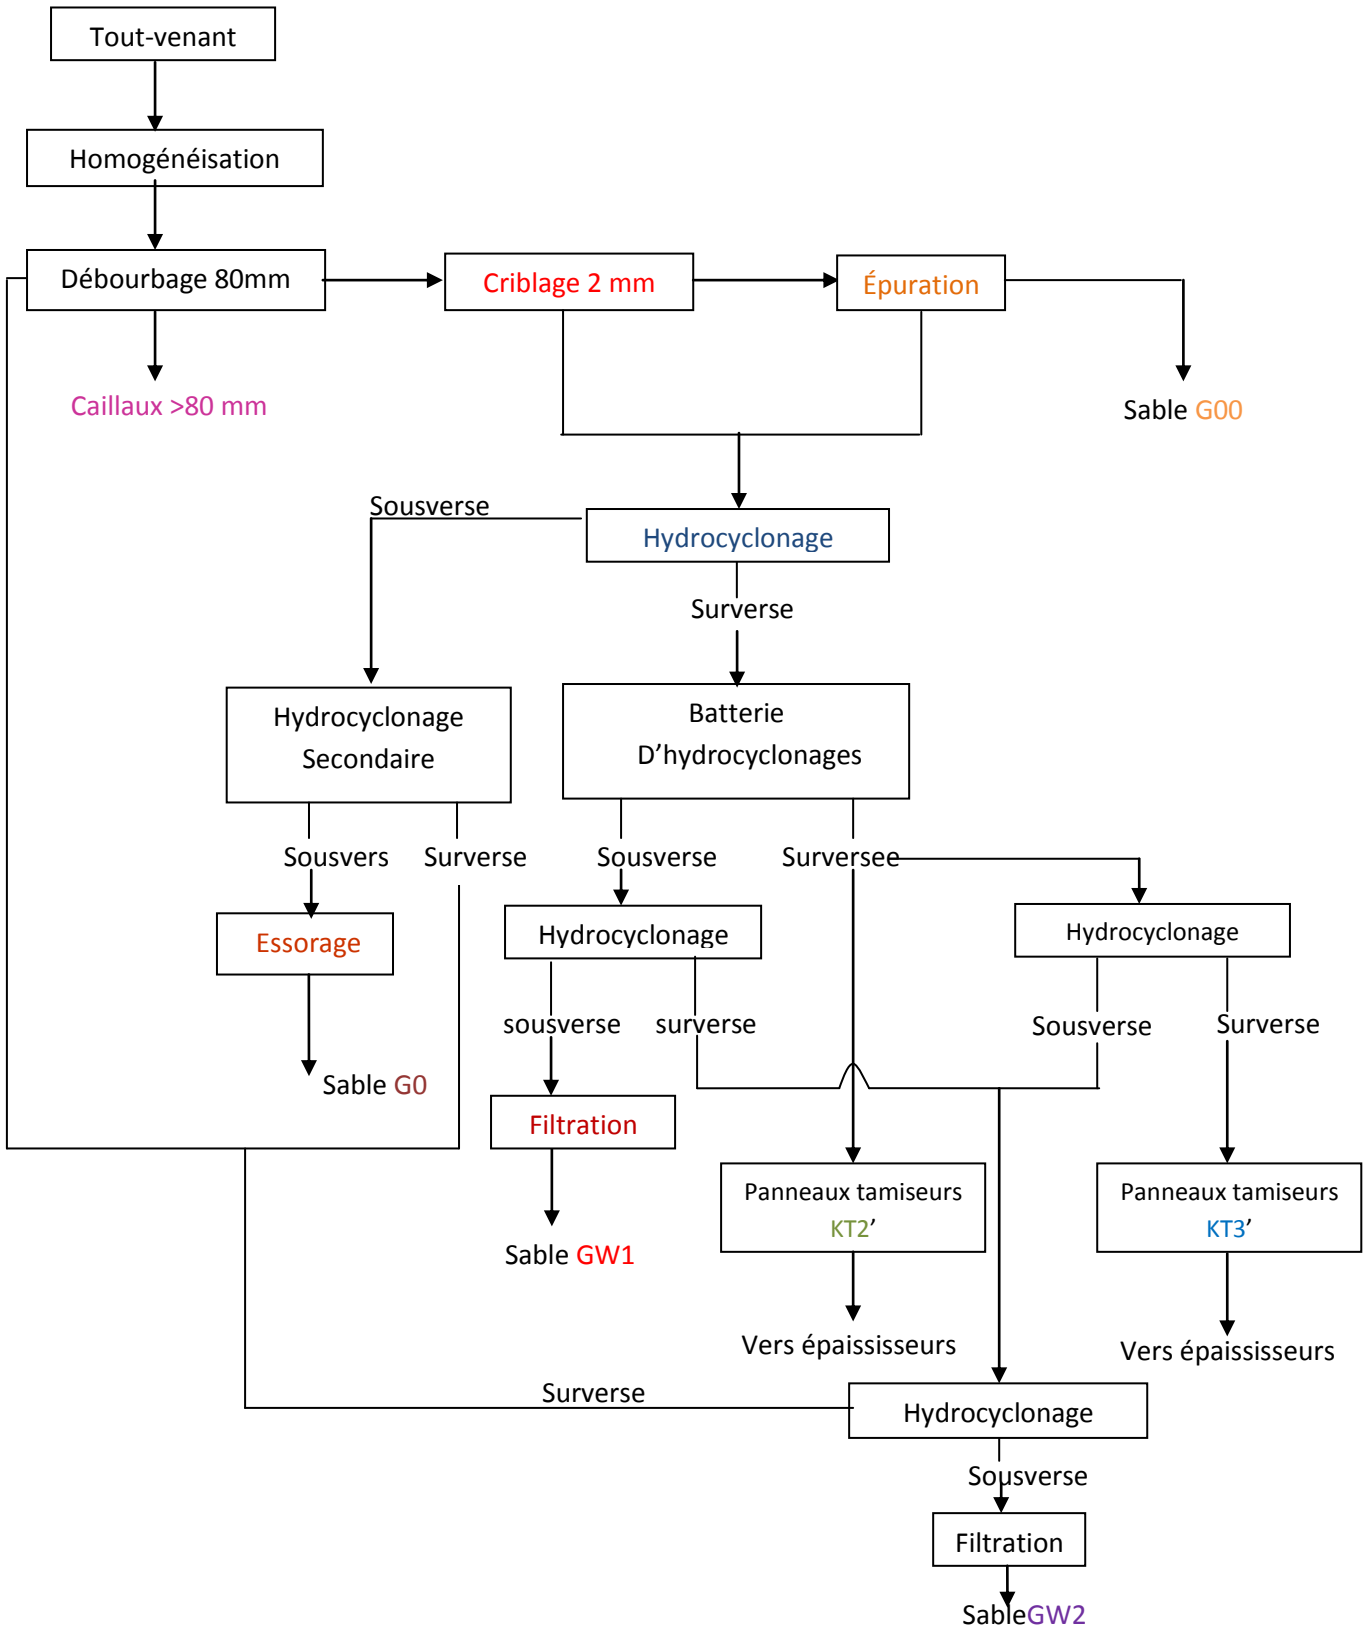 Tout-venant
Homogénéisation
Débourbage 80mm
Criblage 2 mm
Épuration
Caillaux >80 mm
Sable G00
Sousverse
Hydrocyclonage
Surverse
Hydrocyclonage
Secondaire
Batterie
D’hydrocyclonages
Sousvers
Surverse
Sousverse
Surversee
Essorage
Hydrocyclonage
Hydrocyclonage
sousverse
surverse
Sousverse
Surverse
Sable G0
Filtration
Panneaux tamiseurs
KT2’
Panneaux tamiseurs
KT3’
Sable GW1
Vers épaississeurs
Vers épaississeurs
Surverse
Hydrocyclonage
Sousverse
Filtration
SableGW2